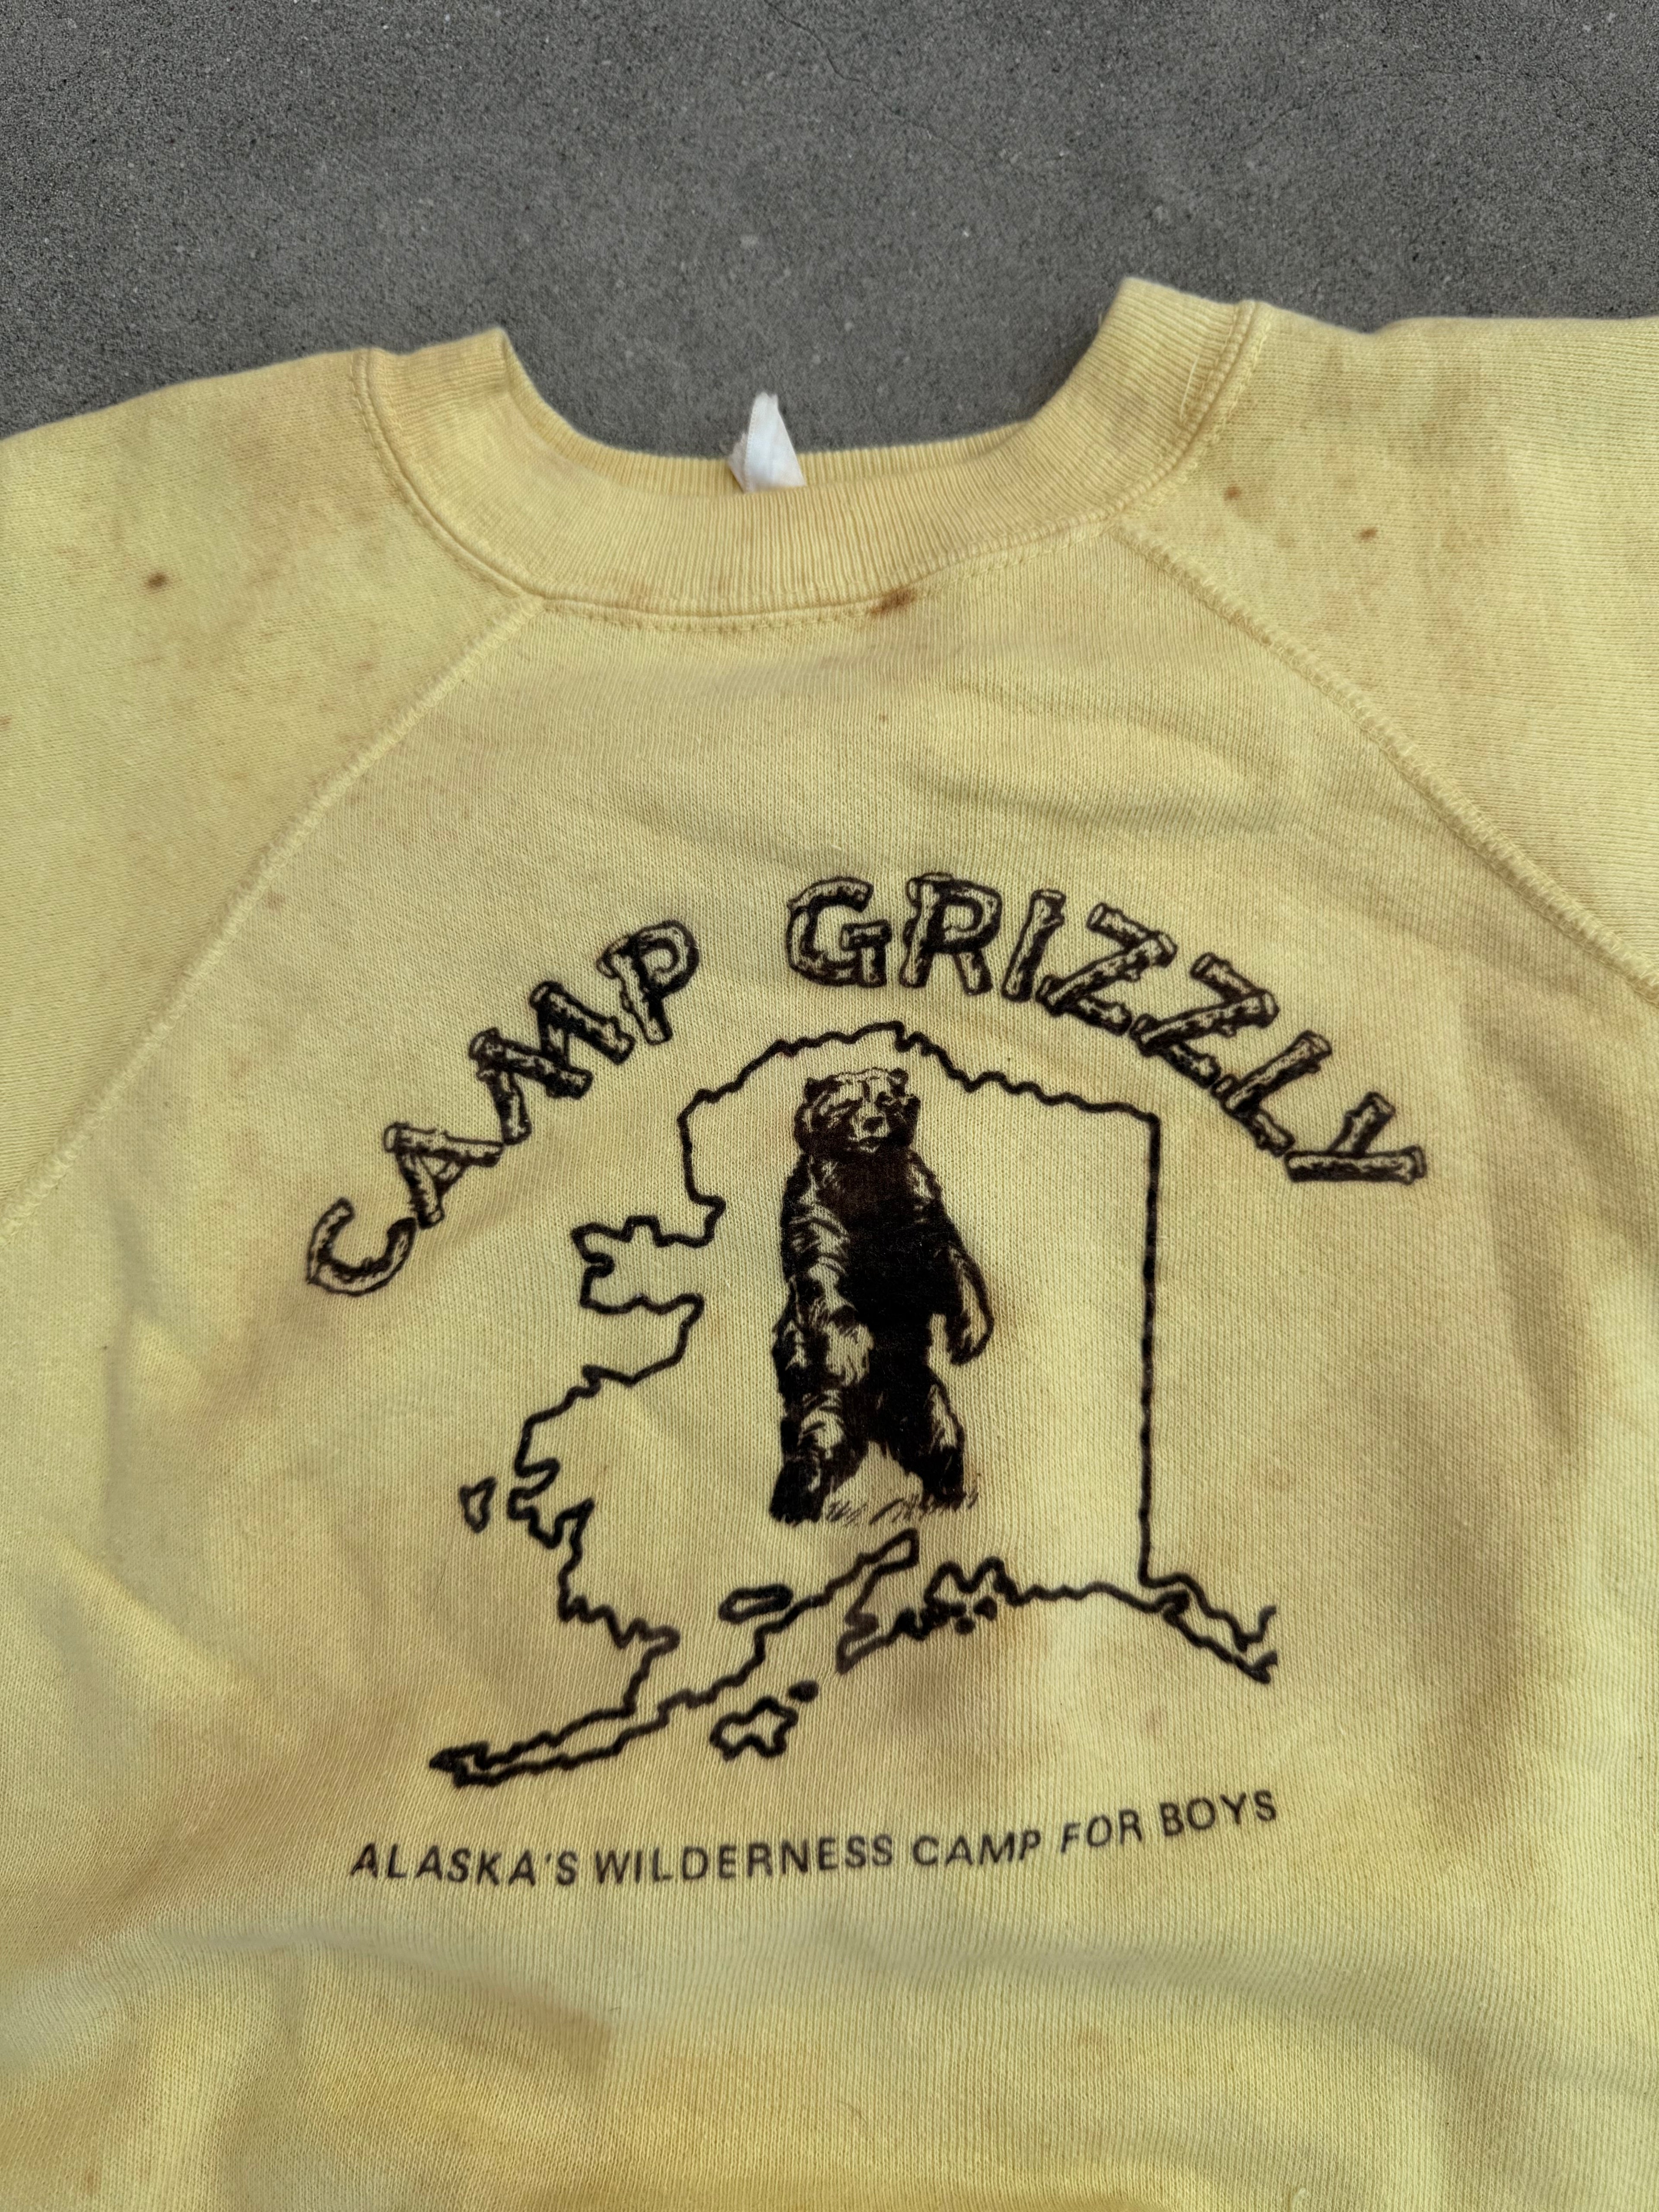 CAMP GRIZZLY
ALASKA'S WILDERNESS CAMP FOR BOYS